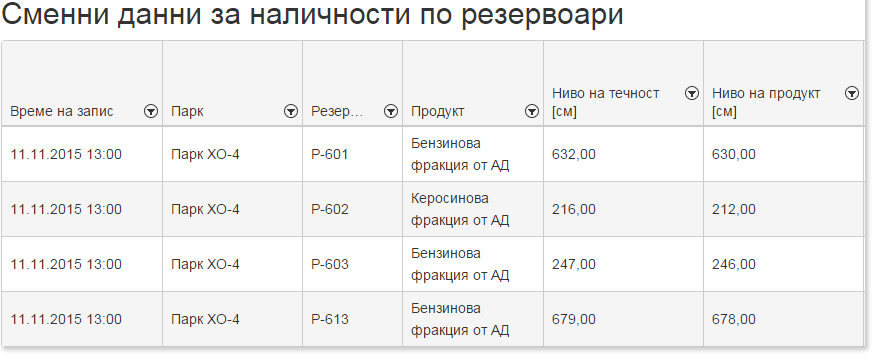 Сменни данни за наличности по резервоари
Време на запис Парк Резер... Продукт Ниво на течност [см] Ниво на продукт [см]
11.11.2015 13:00 Парк ХО-4 Р-601 Бензинова фракция от АД 632,00 630,00
11.11.2015 13:00 Парк ХО-4 Р-602 Керосинова фракция от АД 216,00 212,00
11.11.2015 13:00 Парк ХО-4 Р-603 Бензинова фракция от АД 247,00 246,00
11.11.2015 13:00 Парк ХО-4 Р-613 Бензинова фракция от АД 679,00 678,00